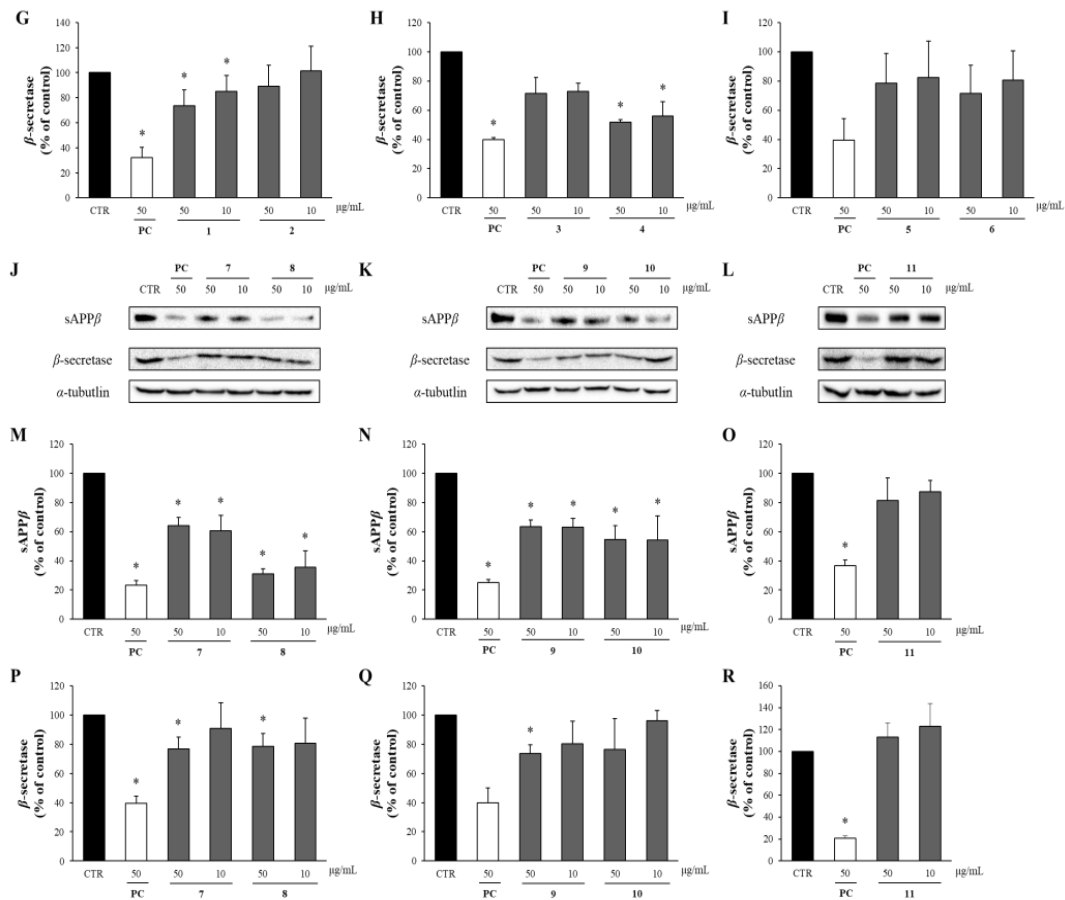 G
β-secretase
(% of control)
140
120
100
80
60
40
20
0
*
*
*
CTR 50 50 10 50 10 μg/mL
PC 1 2
H
β-secretase
(% of control)
120
100
80
60
40
20
0
*
*
*
CTR 50 50 10 50 10 μg/mL
PC 3 4
I
β-secretase
(% of control)
120
100
80
60
40
20
0
CTR 50 50 10 50 10 μg/mL
PC 5 6
J
PC 7 8
CTR 50 50 10 50 10 μg/mL
sAPPβ
β-secretase
α-tubutlin
K
PC 9 10
CTR 50 50 10 50 10 μg/mL
sAPPβ
β-secretase
α-tubutlin
L
PC 11
CTR 50 50 10 μg/mL
sAPPβ
β-secretase
α-tubutlin
M
sAPPβ
(% of control)
120
100
80
60
40
20
0
*
*
*
*
*
CTR 50 50 10 50 10 μg/mL
PC 7 8
N
sAPPβ
(% of control)
120
100
80
60
40
20
0
*
*
*
*
*
CTR 50 50 10 50 10 μg/mL
PC 9 10
O
sAPPβ
(% of control)
120
100
80
60
40
20
0
*
CTR 50 50 10 μg/mL
PC 11
P
β-secretase
(% of control)
120
100
80
60
40
20
0
*
*
*
CTR 50 50 10 50 10 μg/mL
PC 7 8
Q
β-secretase
(% of control)
120
100
80
60
40
20
0
*
CTR 50 50 10 50 10 μg/mL
PC 9 10
R
β-secretase
(% of control)
160
140
120
100
80
60
40
20
0
*
CTR 50 50 10 μg/mL
PC 11